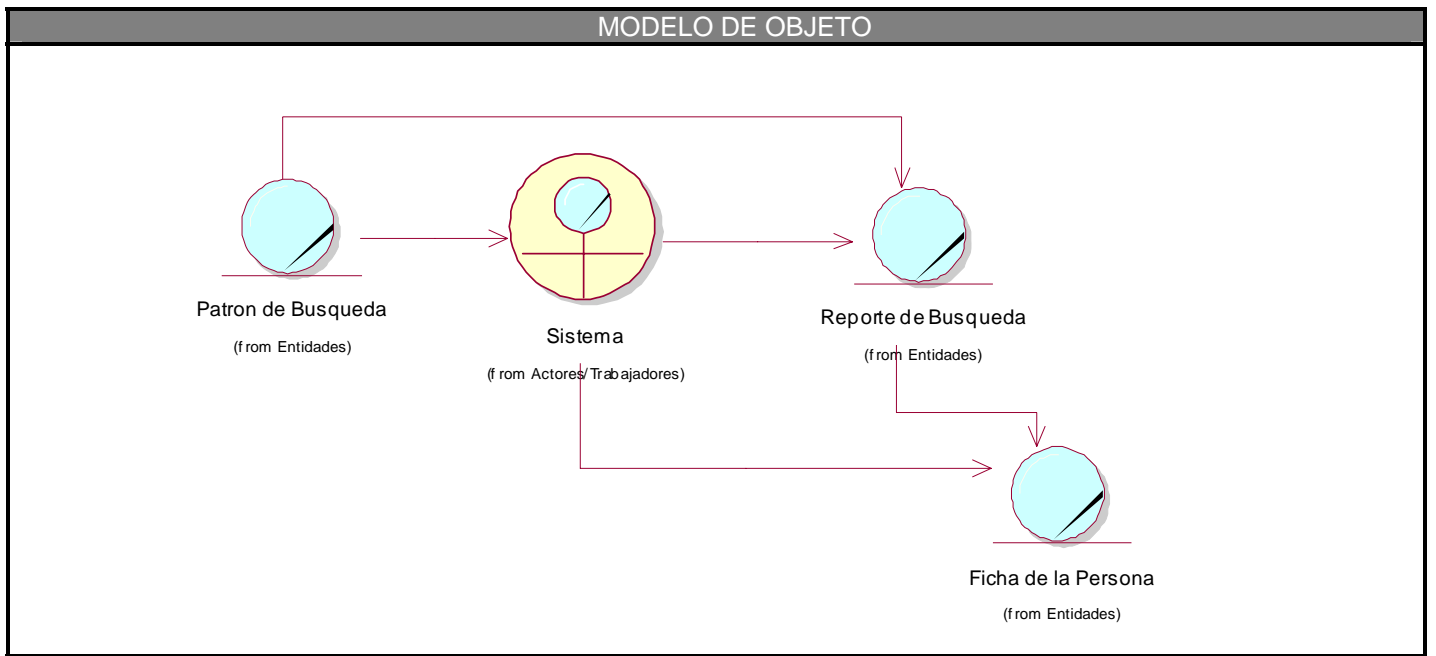 MODELO DE OBJETO
Patron de Busqueda
(from Entidades)
Sistema
(from Actores/Trabajadores)
Reporte de Busqueda
(from Entidades)
Ficha de la Persona
(from Entidades)